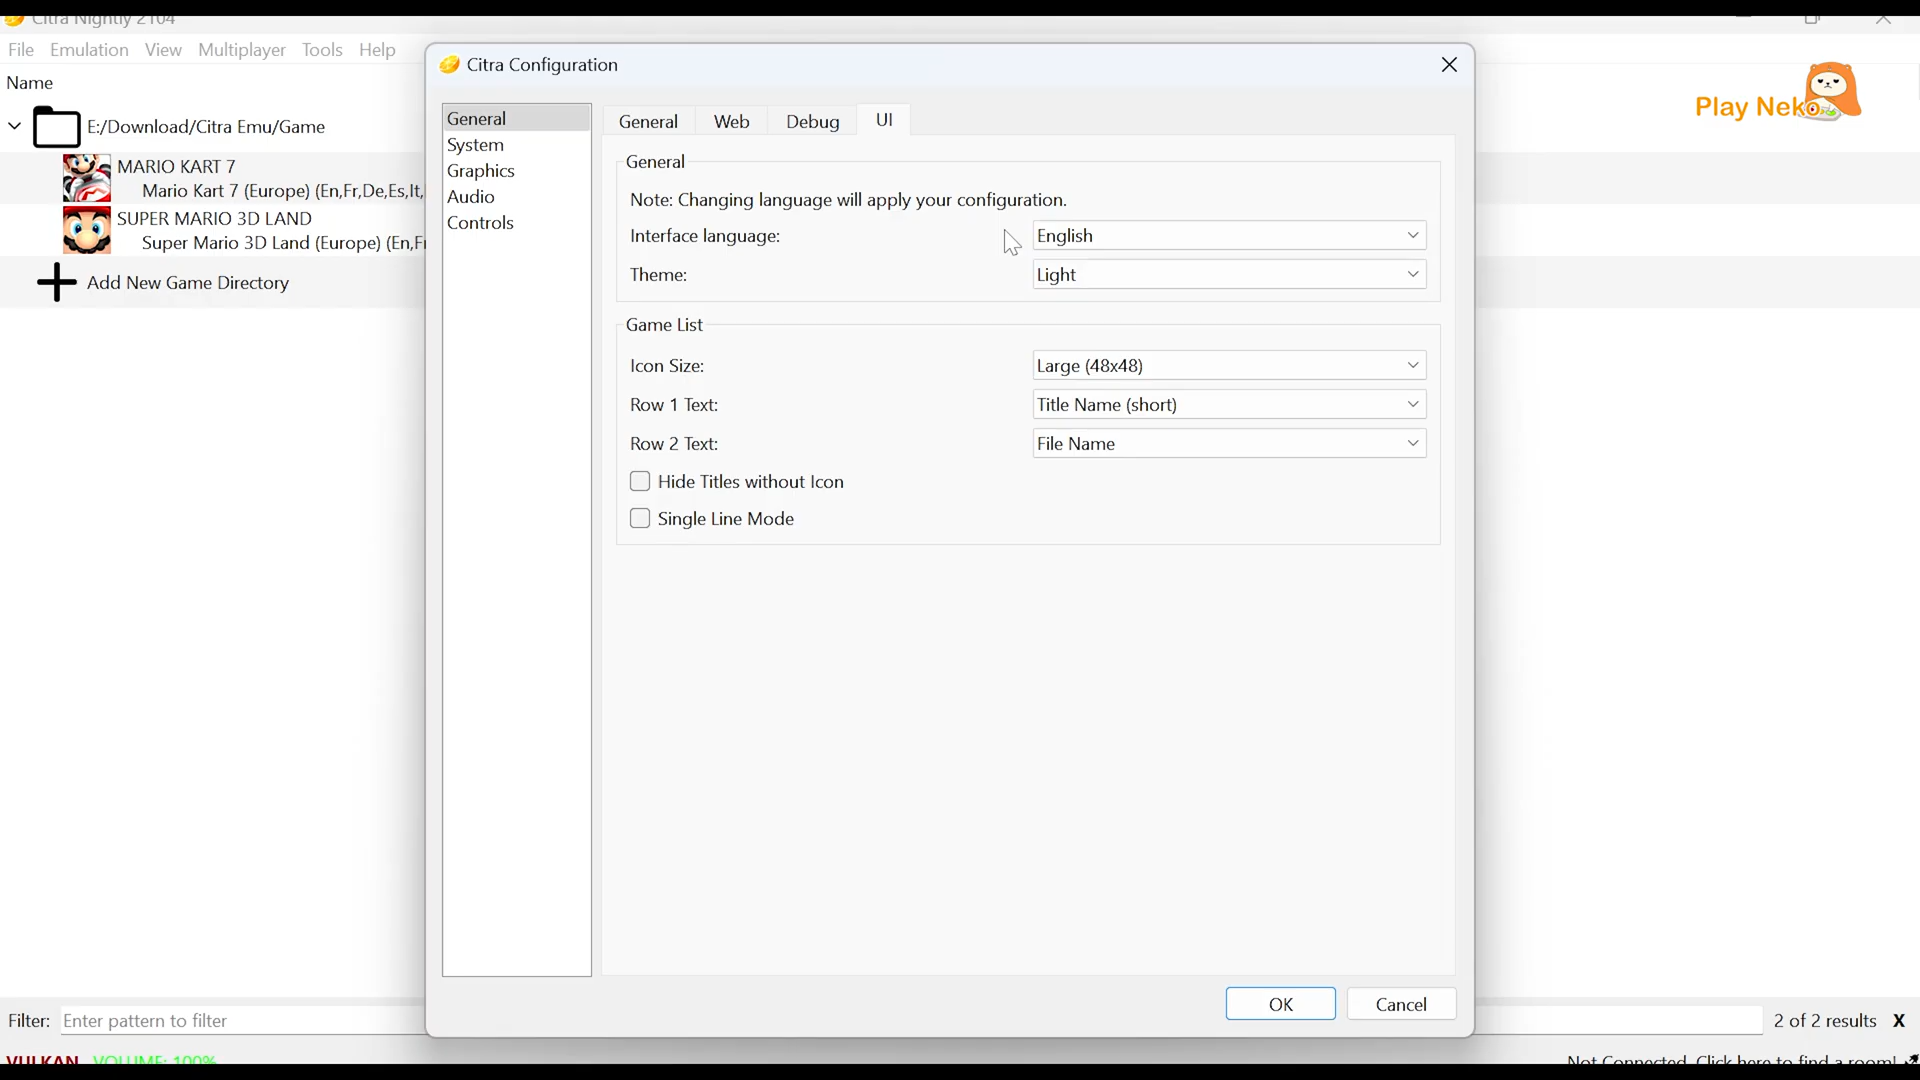 Citra Nightly 2104
File Emulation View Multiplayer Tools Help
Name
E:/Download/Citra Emu/Game
MARIO KART 7
Mario Kart 7 (Europe) (En,Fr,De,Es,It,
SUPER MARIO 3D LAND
Super Mario 3D Land (Europe) (En,Fr
Add New Game Directory
Citra Configuration
General
System
Graphics
Audio
Controls
General Web Debug UI
General
Note: Changing language will apply your configuration.
Interface language: English
Theme: Light
Game List
Icon Size: Large (48x48)
Row 1 Text: Title Name (short)
Row 2 Text: File Name
Hide Titles without Icon
Single Line Mode
OK Cancel
Play Neko
Filter: Enter pattern to filter
2 of 2 results X
VULKAN VOLUME: 100%
Not Connected. Click here to find a room!